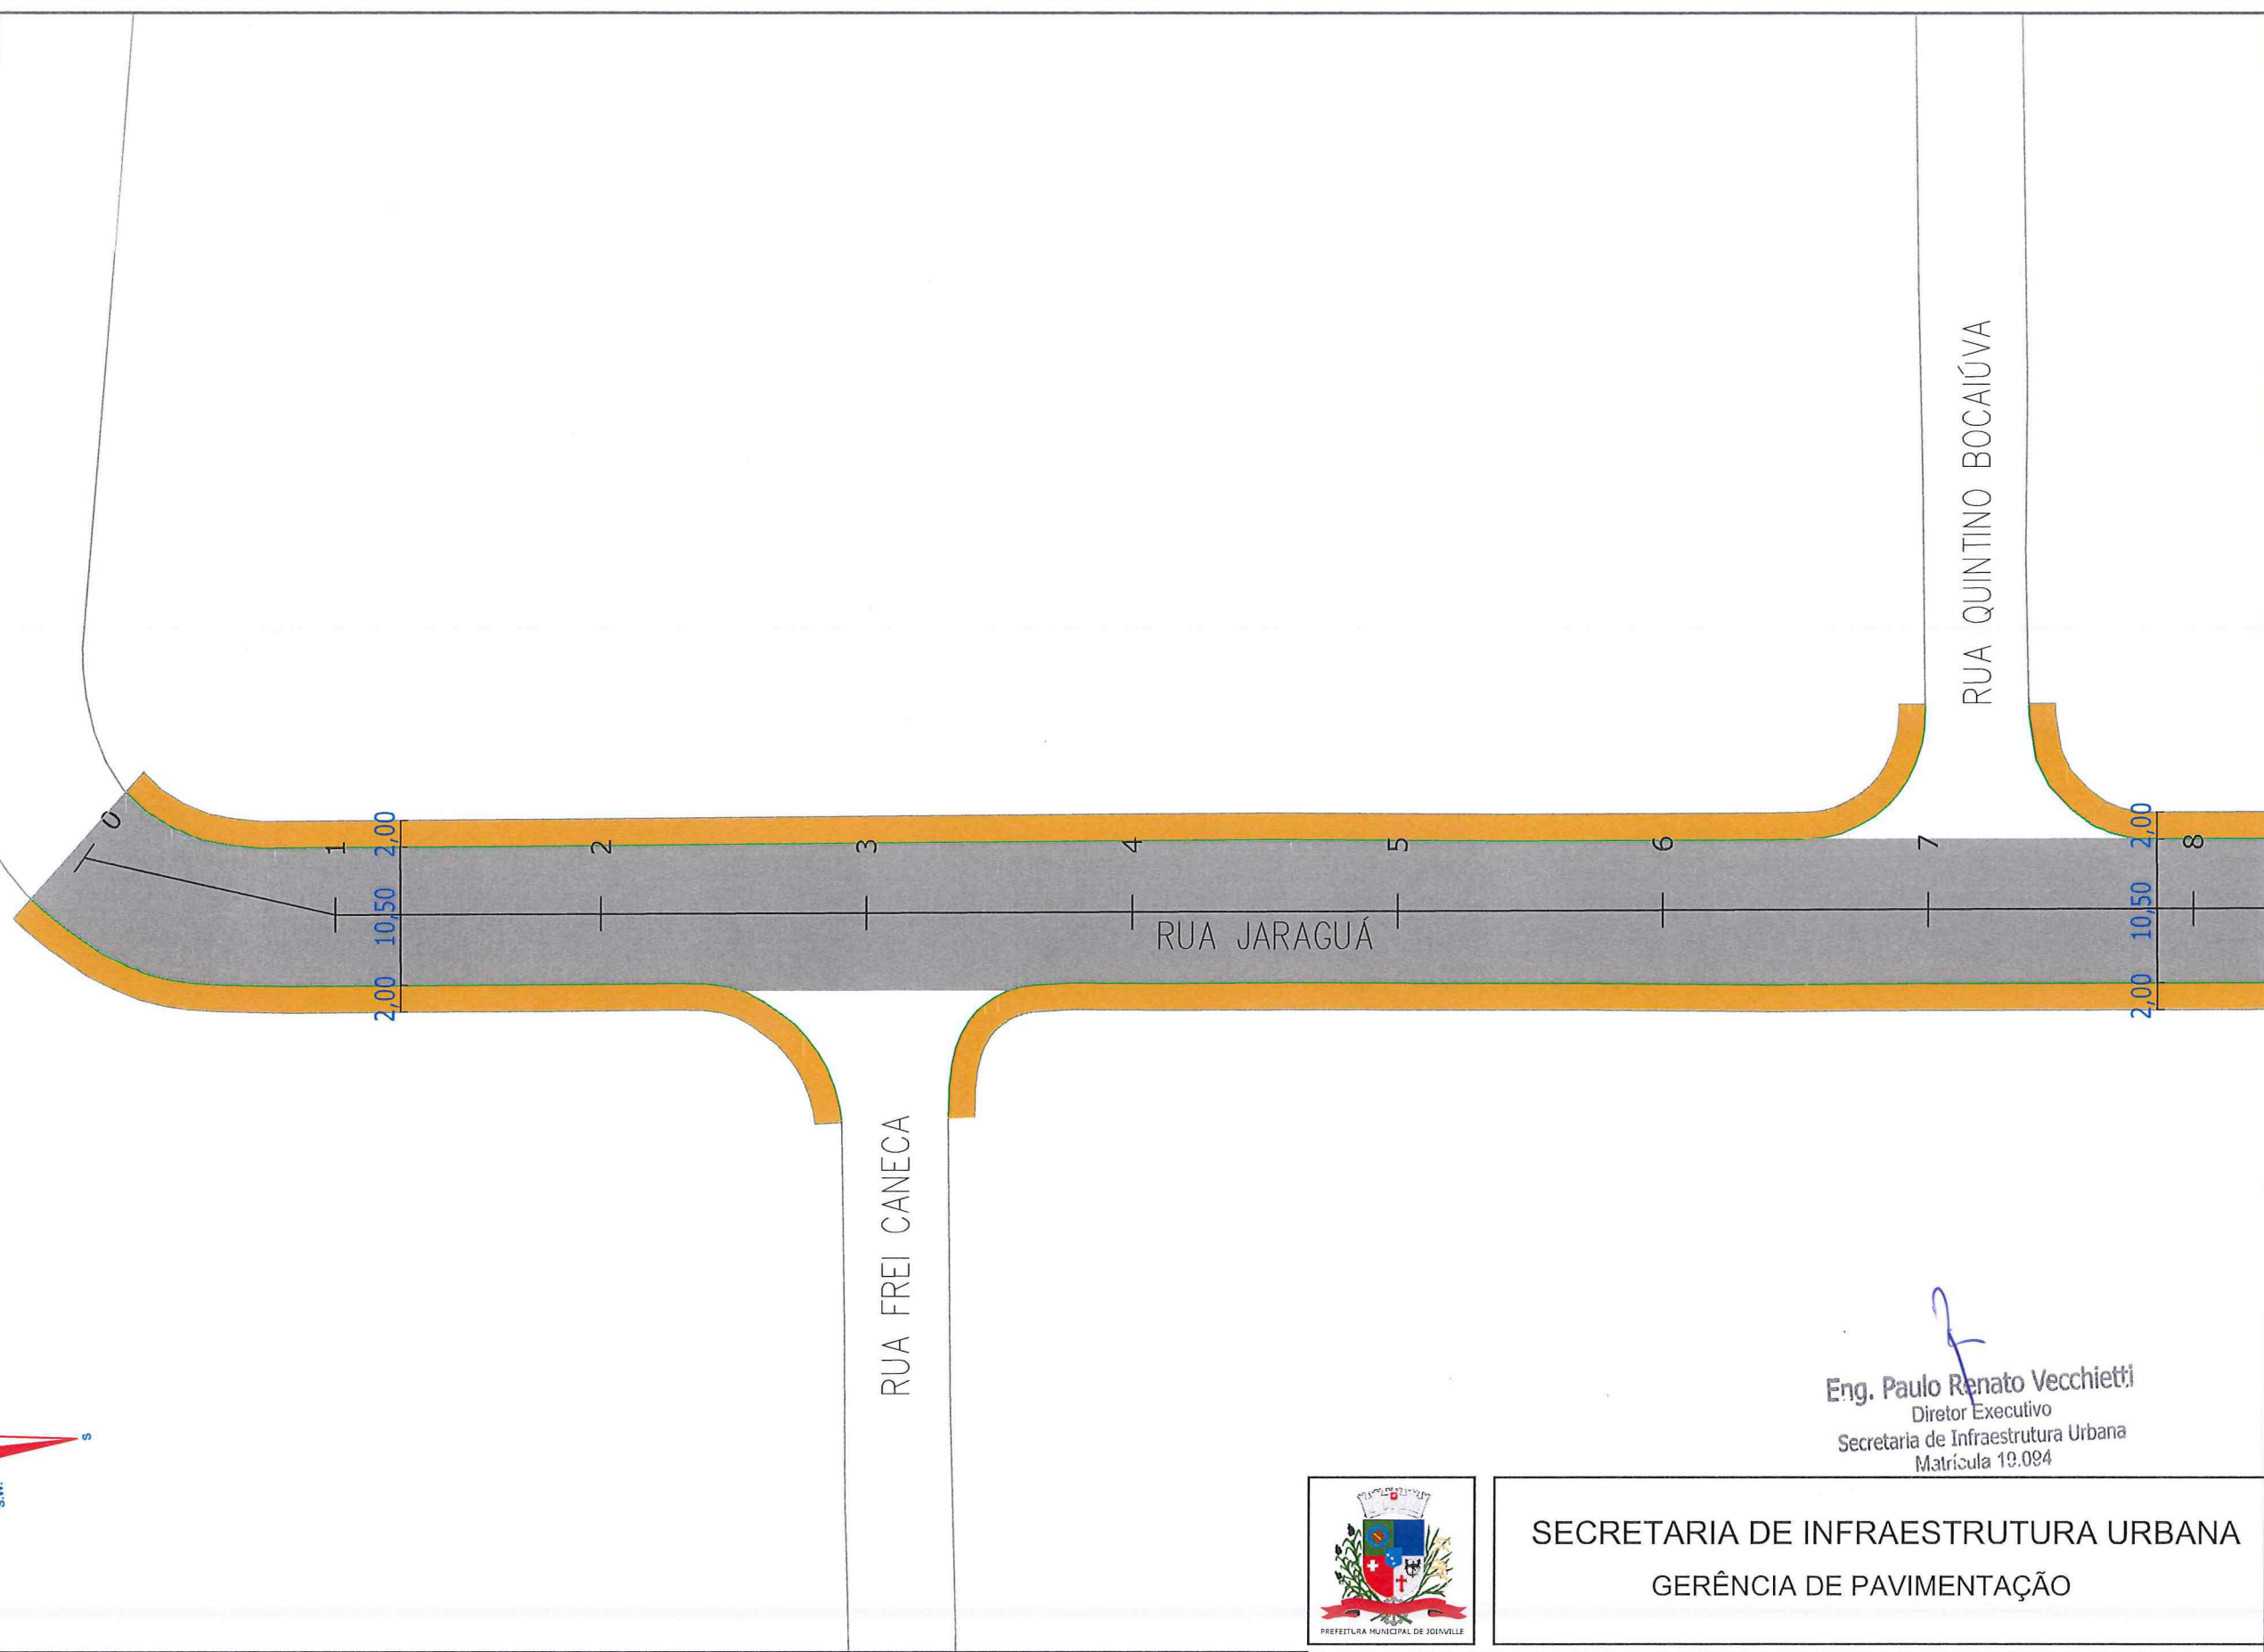 RUA QUINTINO BOCAIÚVA
0
1
2
3
4
5
6
7
8
2,00
10,50
2,00
2,00
10,50
2,00
RUA JARAGUÁ
RUA FREI CANECA
S
S.W.
Eng. Paulo Renato Vecchietti
Diretor Executivo
Secretaria de Infraestrutura Urbana
Matrícula 19.094
PREFEITURA MUNICIPAL DE JOINVILLE
SECRETARIA DE INFRAESTRUTURA URBANA
GERÊNCIA DE PAVIMENTAÇÃO